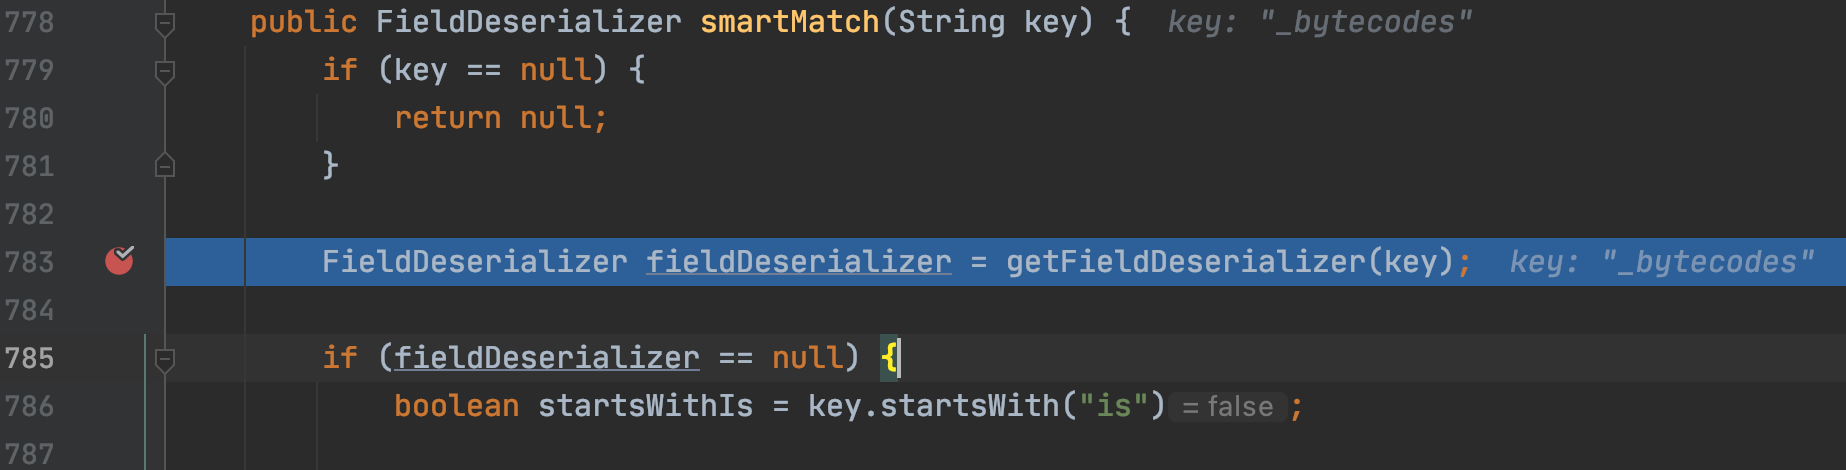 778 public FieldDeserializer smartMatch(String key) { key: "_bytecodes"
779 if (key == null) {
780 return null;
781 }
782
783 FieldDeserializer fieldDeserializer = getFieldDeserializer(key); key: "_bytecodes"
784
785 if (fieldDeserializer == null) {
786 boolean startsWithIs = key.startsWith("is") = false ;
787